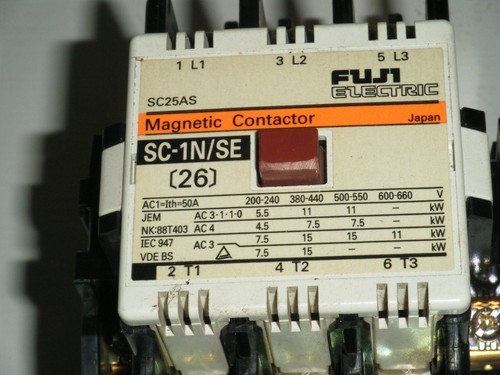 1 L1 3 L2 5 L3
FUJI
ELECTRIC
SC25AS
Magnetic Contactor Japan
SC-1N/SE
[26]
AC1=Ith=50A 200-240 380-440 500-550 600-660 V
JEM AC 3·1·1-0 5.5 11 11 – kW
NK:88T403 AC 4 4.5 7.5 7.5 – kW
IEC 947 AC 3 7.5 15 15 11 kW
VDE BS 7.5 15 – – kW
2 T1 4 T2 6 T3